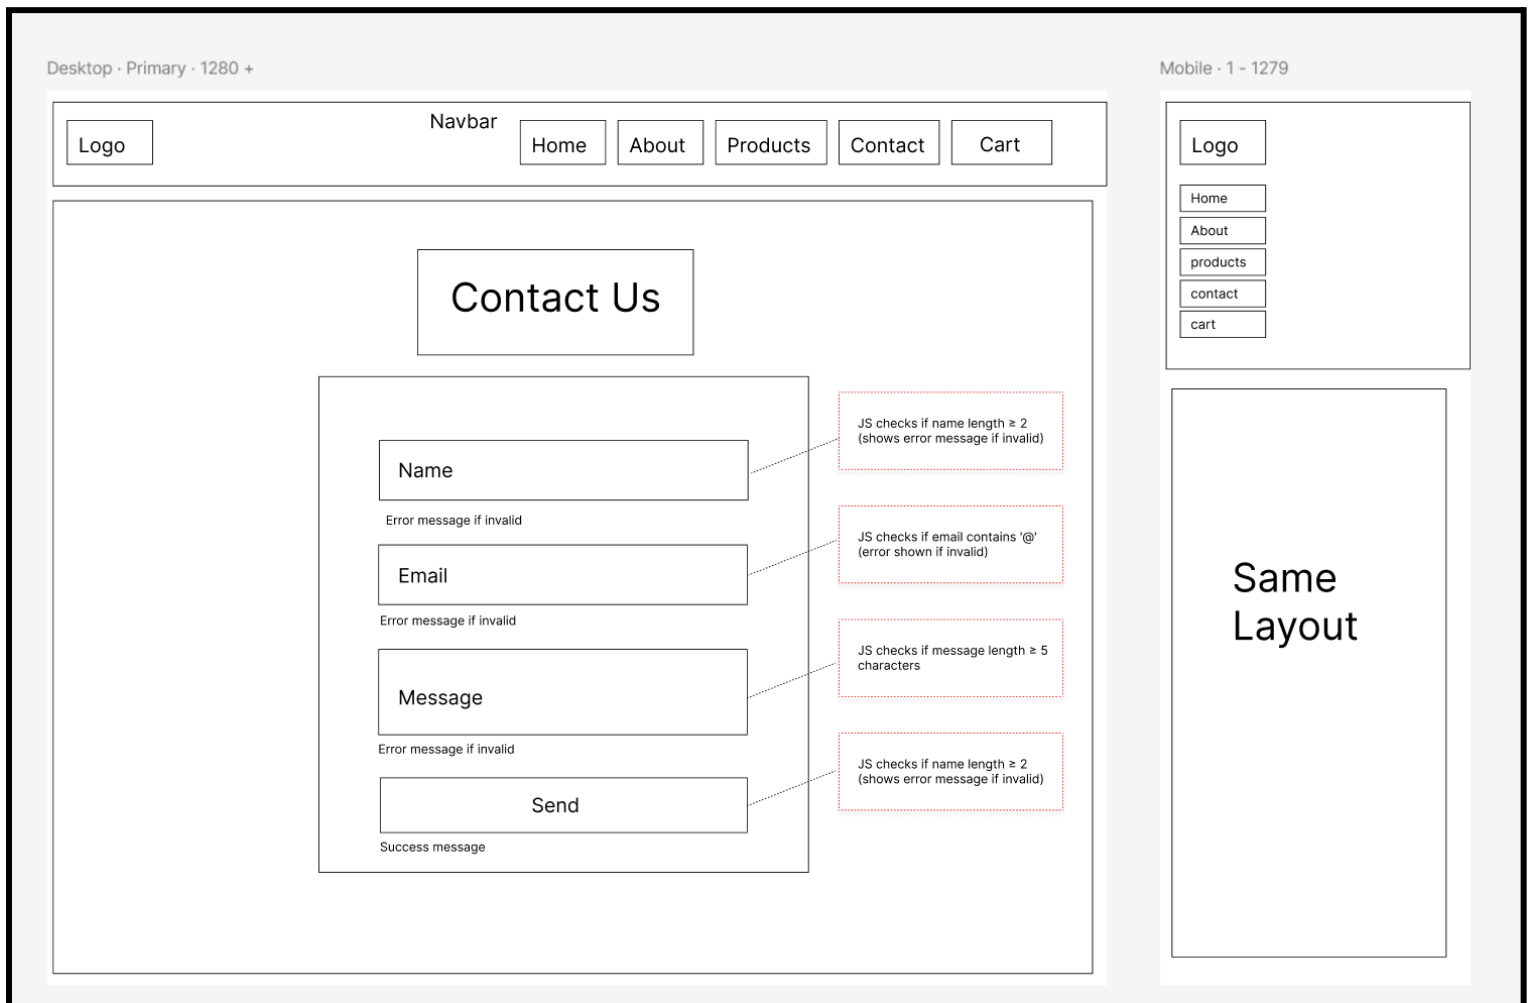 Desktop · Primary · 1280 +
Navbar
Logo
Home
About
Products
Contact
Cart
Contact Us
Name
Error message if invalid
Email
Error message if invalid
Message
Error message if invalid
Send
Success message
JS checks if name length ≥ 2
(shows error message if invalid)
JS checks if email contains '@'
(error shown if invalid)
JS checks if message length ≥ 5
characters
JS checks if name length ≥ 2
(shows error message if invalid)
Mobile · 1 - 1279
Logo
Home
About
products
contact
cart
Same
Layout